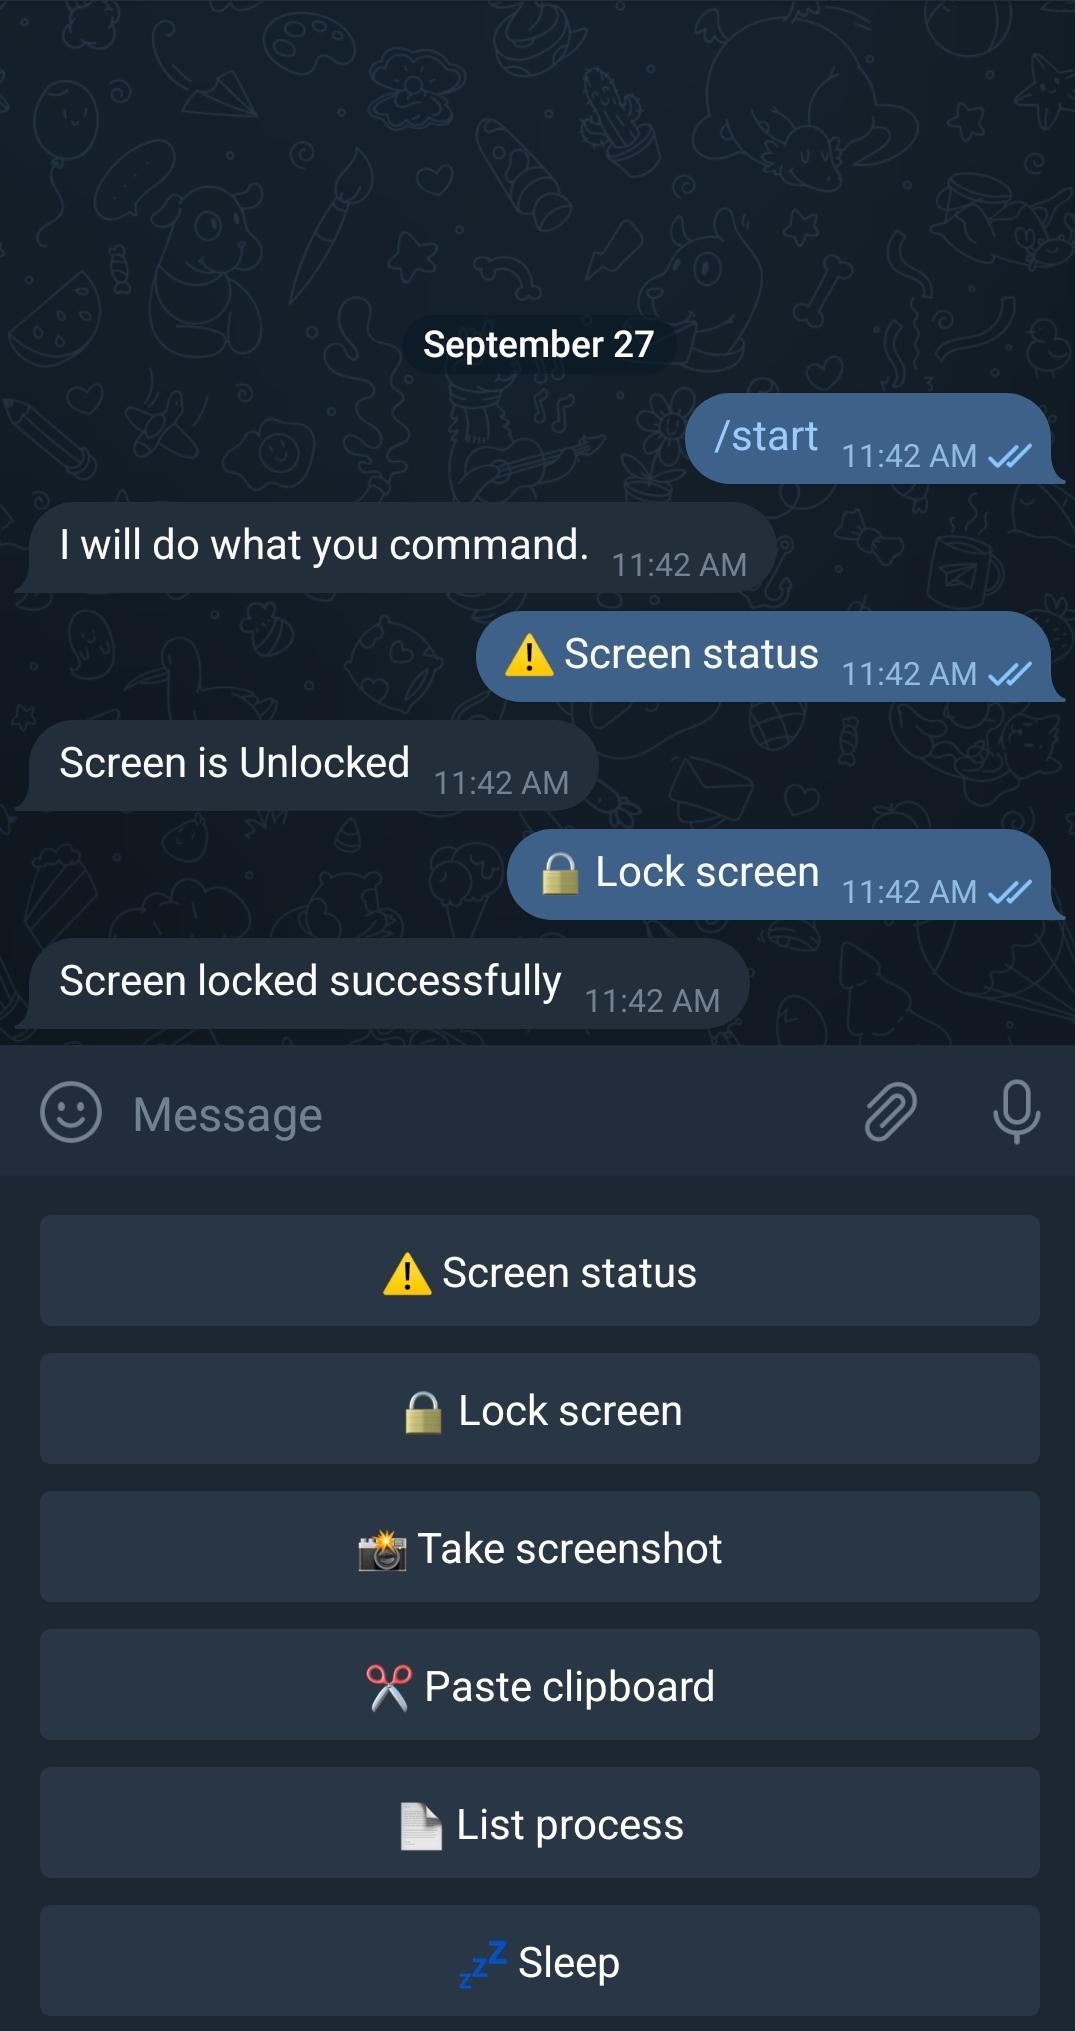 September 27
/start 11:42 AM
I will do what you command. 11:42 AM
⚠️ Screen status 11:42 AM
Screen is Unlocked 11:42 AM
🔒 Lock screen 11:42 AM
Screen locked successfully 11:42 AM
Message
⚠️ Screen status
🔒 Lock screen
📸 Take screenshot
✂️ Paste clipboard
📄 List process
💤 Sleep